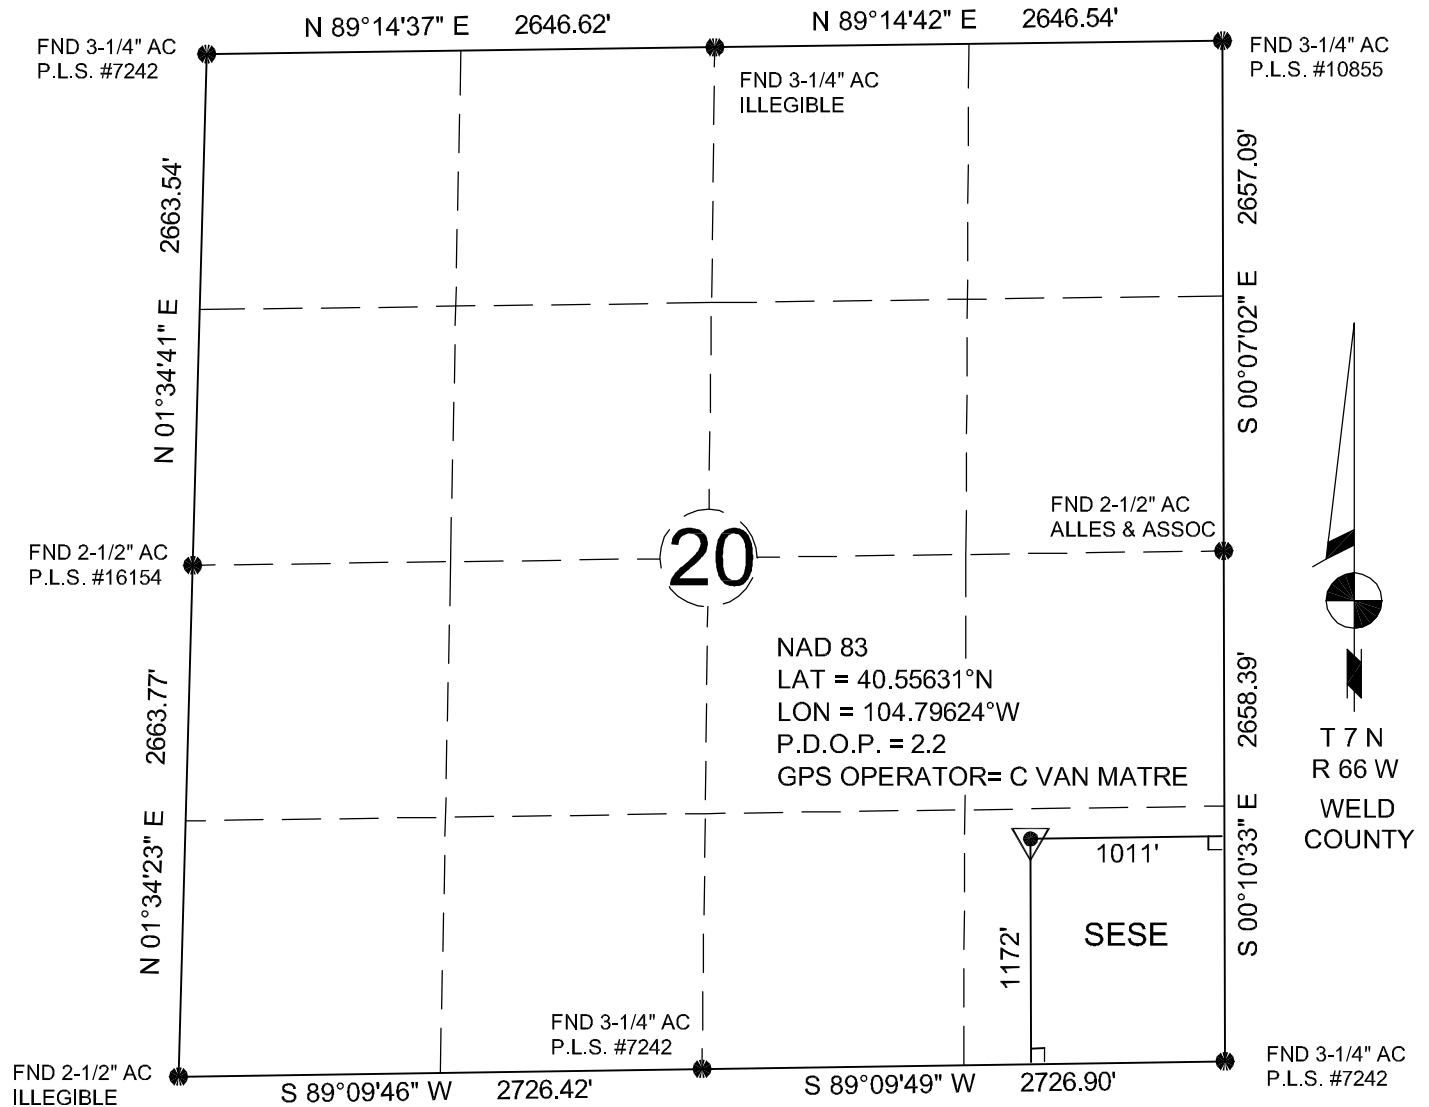 N 89°14'37" E 2646.62'
N 89°14'42" E 2646.54'
FND 3-1/4" AC
P.L.S. #7242
FND 3-1/4" AC
ILLEGIBLE
FND 3-1/4" AC
P.L.S. #10855
N 01°34'41" E 2663.54'
S 00°07'02" E 2657.09'
FND 2-1/2" AC
P.L.S. #16154
20
FND 2-1/2" AC
ALLES & ASSOC
NAD 83
LAT = 40.55631°N
LON = 104.79624°W
P.D.O.P. = 2.2
GPS OPERATOR= C VAN MATRE
T 7 N
R 66 W
WELD
COUNTY
N 01°34'23" E 2663.77'
S 00°10'33" E 2658.39'
1011'
1172'
SESE
FND 3-1/4" AC
P.L.S. #7242
FND 2-1/2" AC
ILLEGIBLE
FND 3-1/4" AC
P.L.S. #7242
S 89°09'46" W 2726.42'
S 89°09'49" W 2726.90'